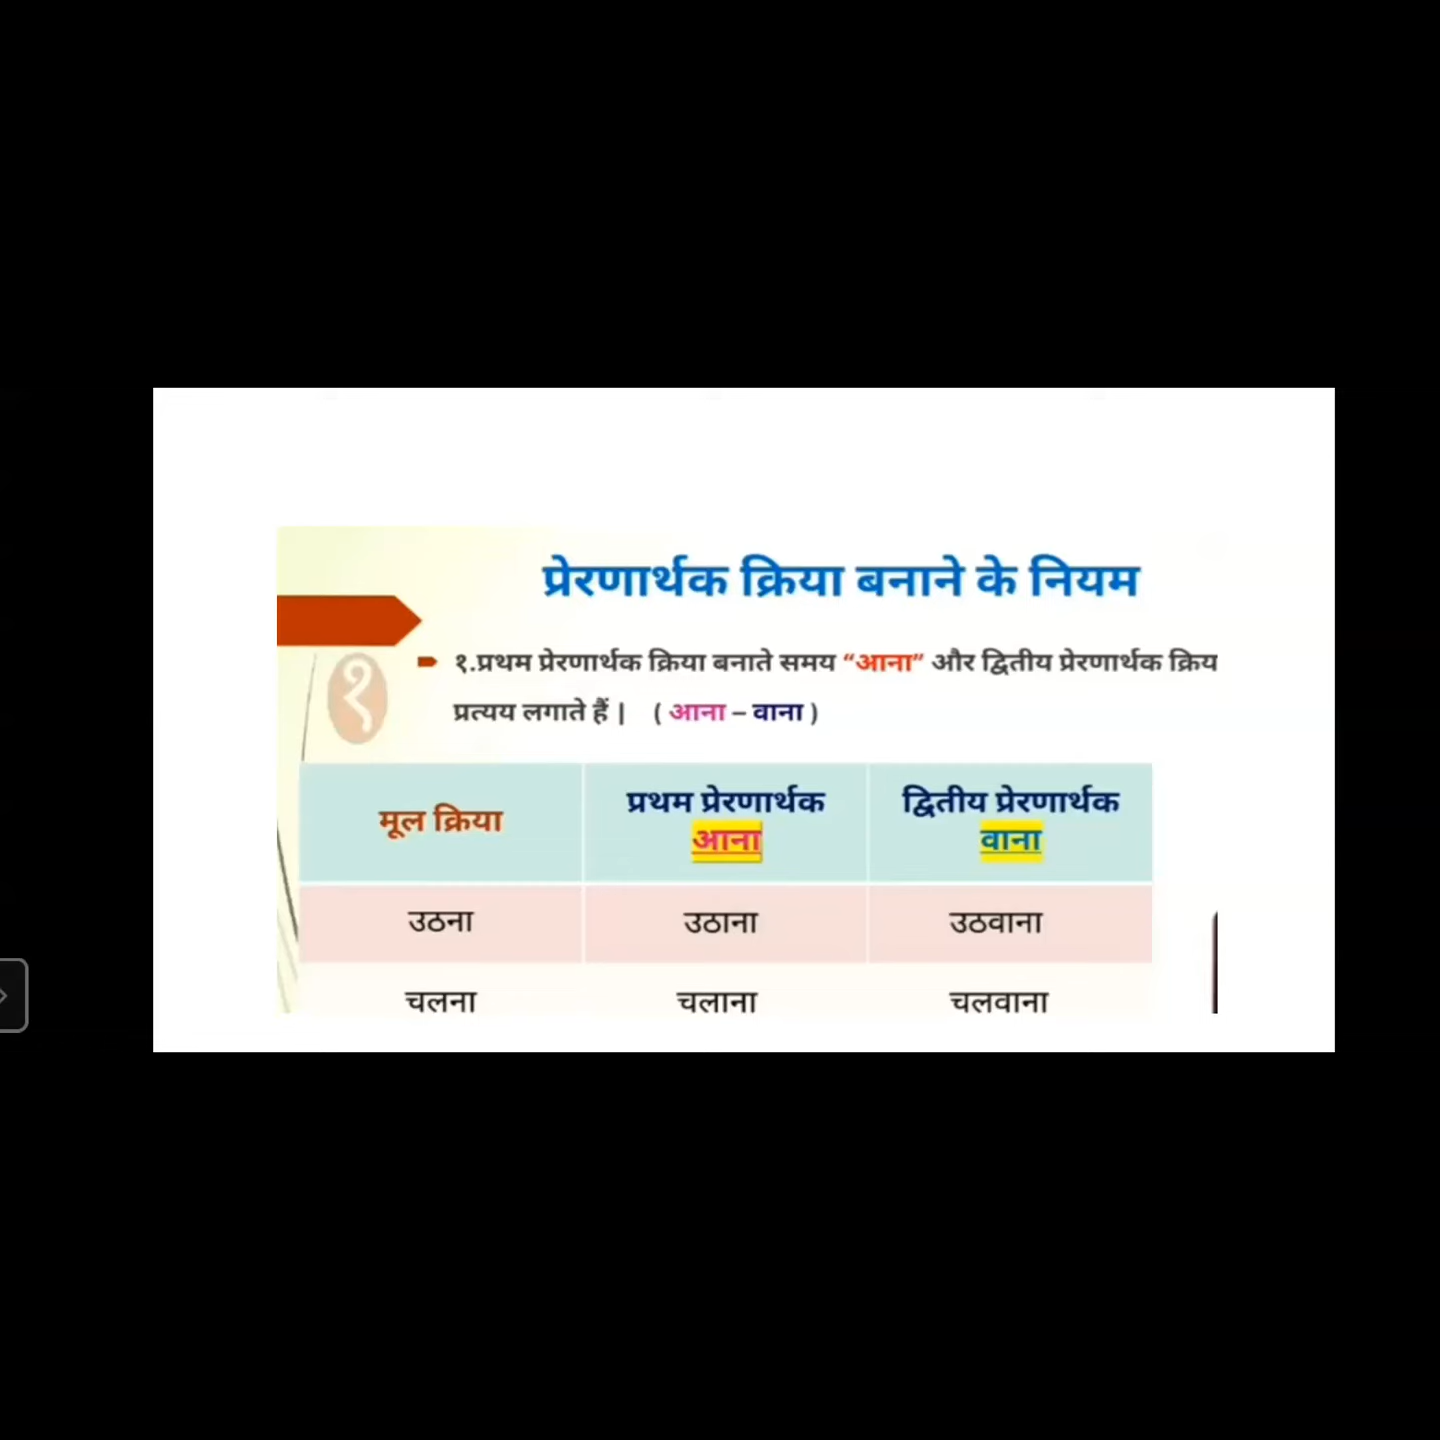 प्रेरणार्थक क्रिया बनाने के नियम
१
१.प्रथम प्रेरणार्थक क्रिया बनाते समय “आना” और द्वितीय प्रेरणार्थक क्रिय
प्रत्यय लगाते हैं | ( आना – वाना )
मूल क्रिया
प्रथम प्रेरणार्थक
आना
द्वितीय प्रेरणार्थक
वाना
उठना उठाना उठवाना
चलना चलाना चलवाना